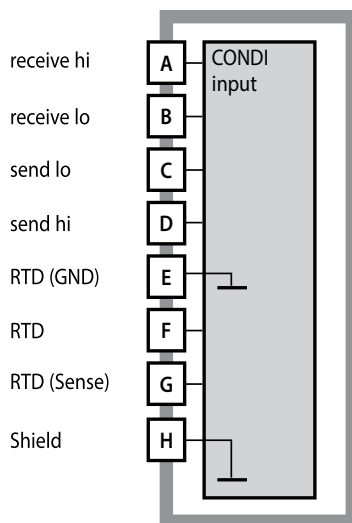 receive hi A CONDI
input
receive lo B
send lo C
send hi D
RTD (GND) E
RTD F
RTD (Sense) G
Shield H